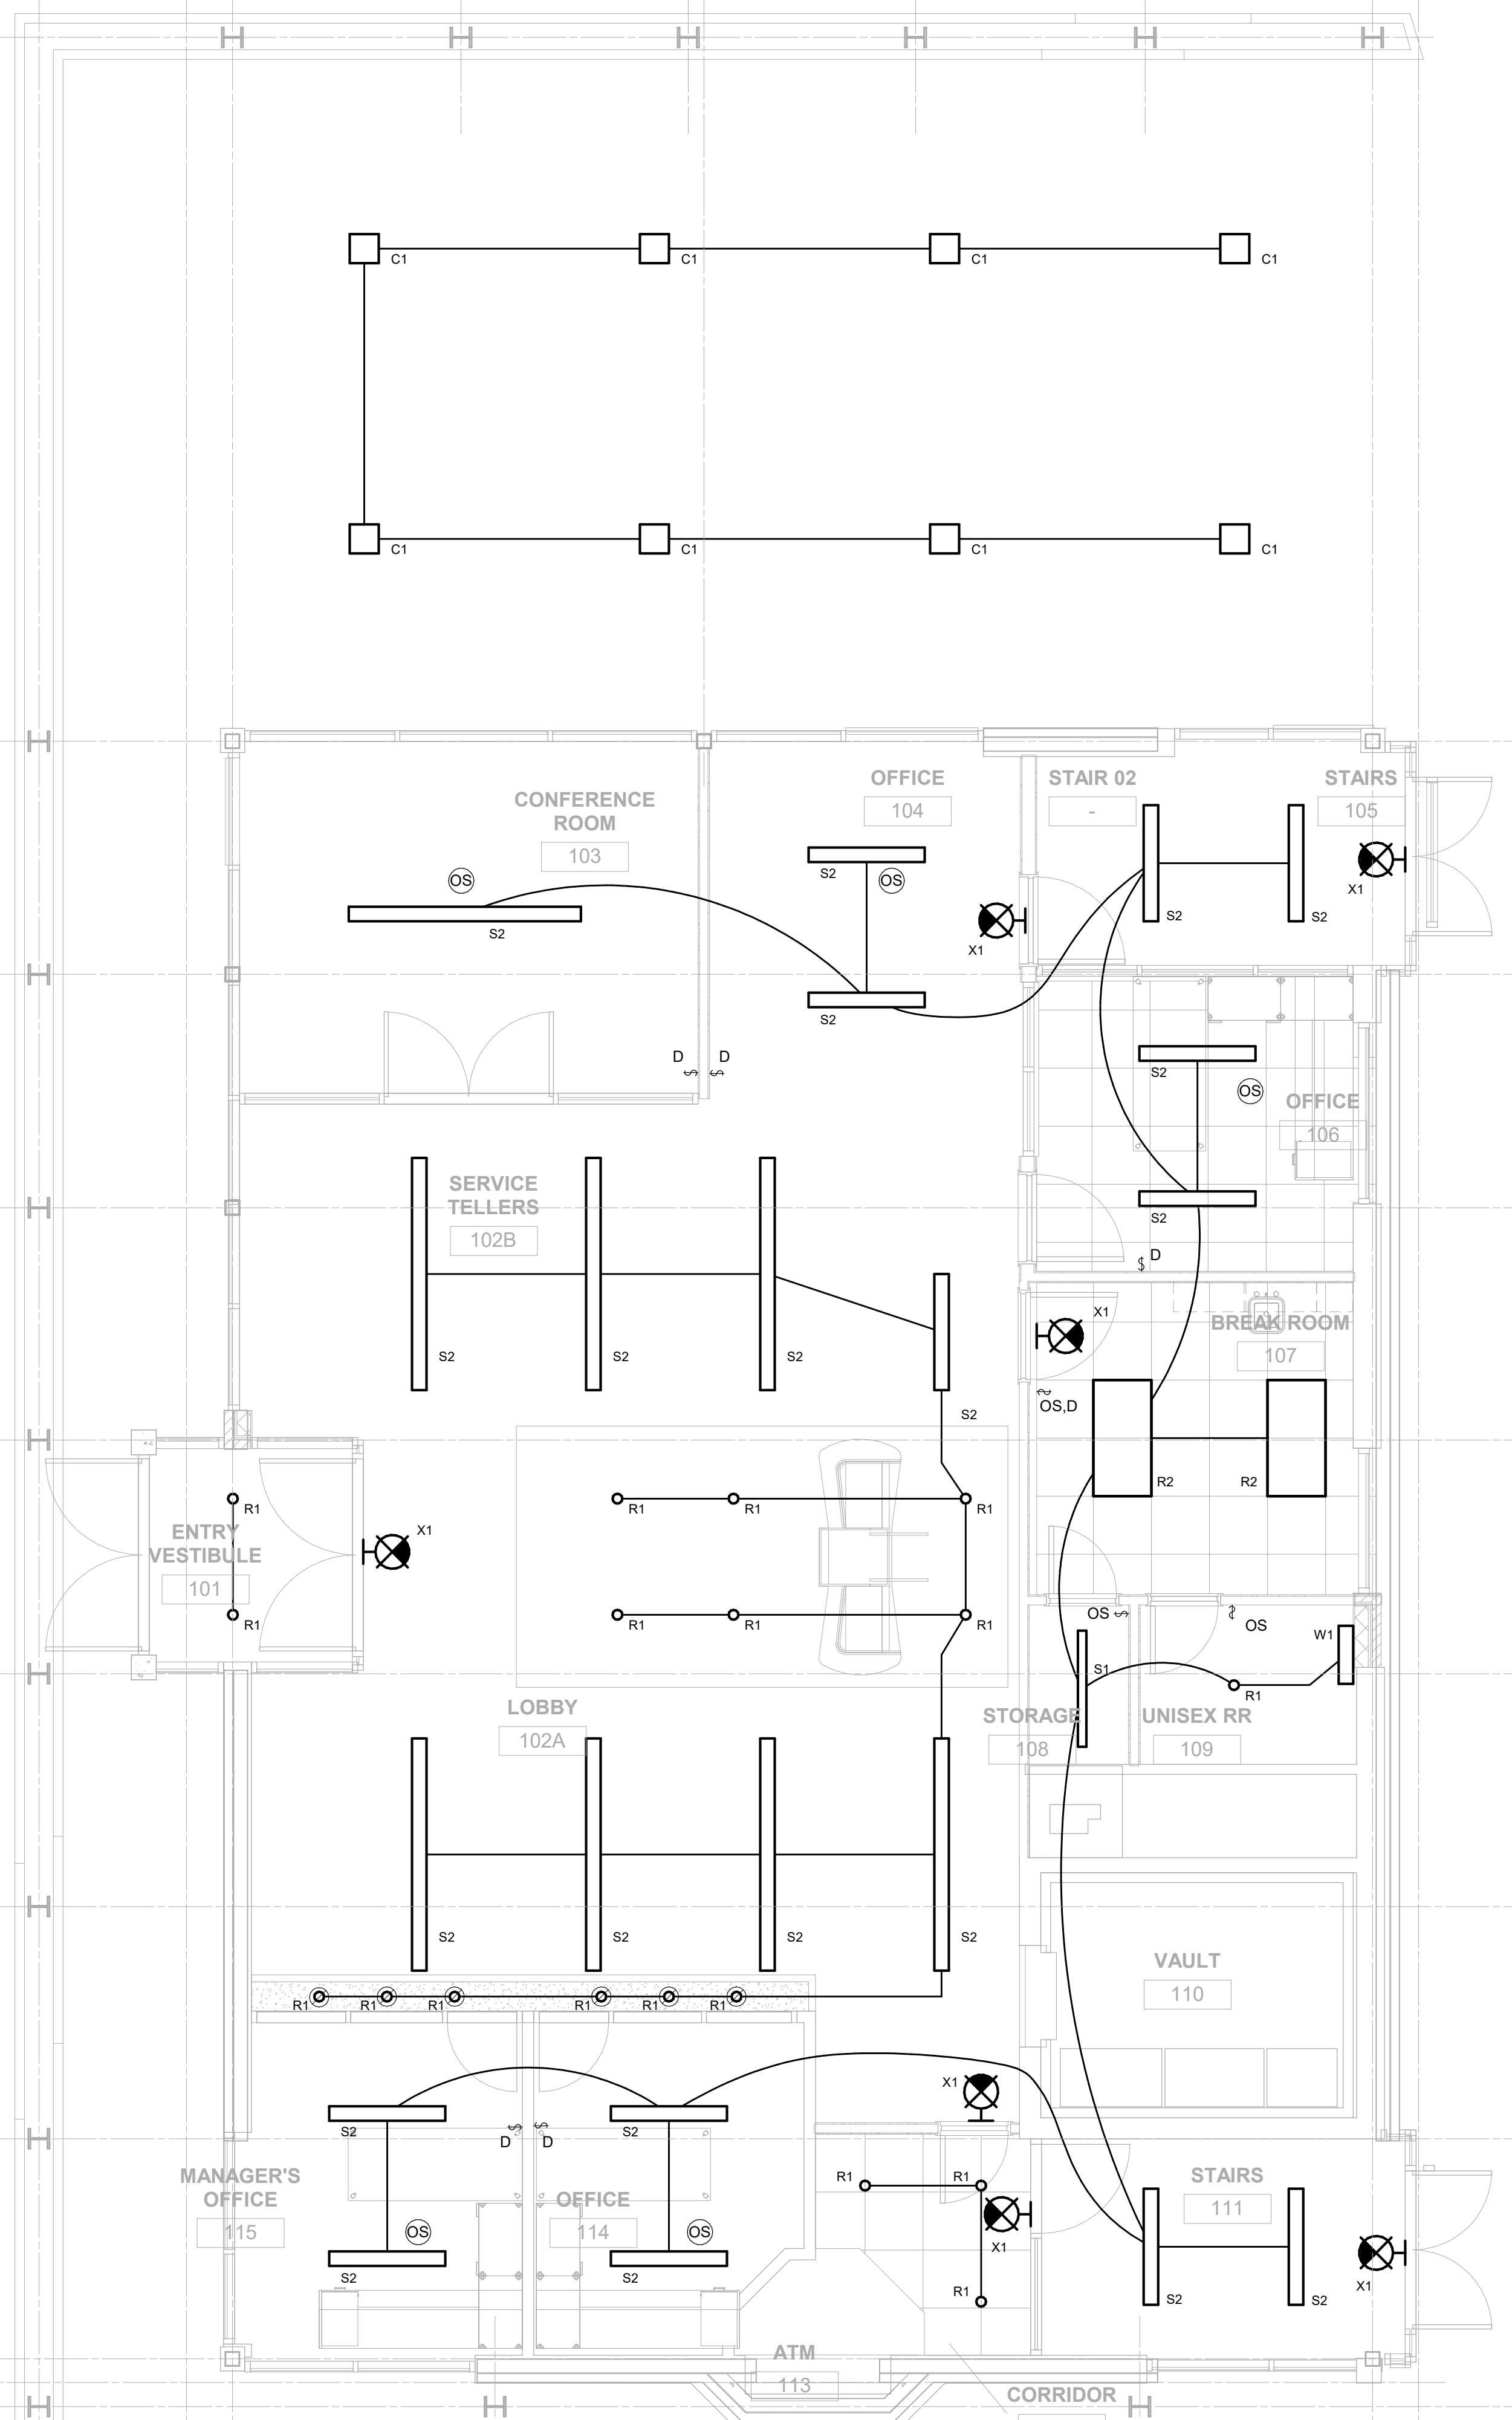 C1
C1
C1
C1
C1
C1
C1
C1
OFFICE
104
STAIR 02
-
STAIRS
105
CONFERENCE
ROOM
103
OS
S2
S2
OS
X1
X1
S2
S2
S2
D
D
S2
OS
OFFICE
106
S2
SERVICE
TELLERS
102B
D
X1
BREAK ROOM
107
S2
S2
S2
S2
OS,D
R2
R2
R1
R1
R1
R1
ENTRY
VESTIBULE
101
X1
R1
R1
R1
R1
OS
OS
W1
S1
R1
LOBBY
102A
STORAGE
108
UNISEX RR
109
S2
S2
S2
S2
VAULT
110
R1
R1
R1
R1
R1
R1
X1
S2
S2
D
D
MANAGER'S
OFFICE
115
OFFICE
114
R1
R1
STAIRS
111
OS
OS
X1
X1
S2
S2
R1
S2
S2
ATM
113
CORRIDOR